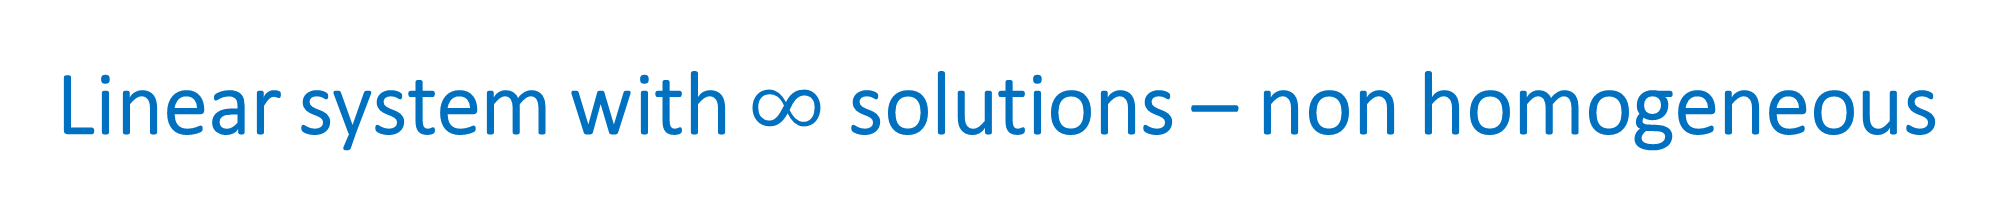 Linear system with ∞ solutions – non homogeneous